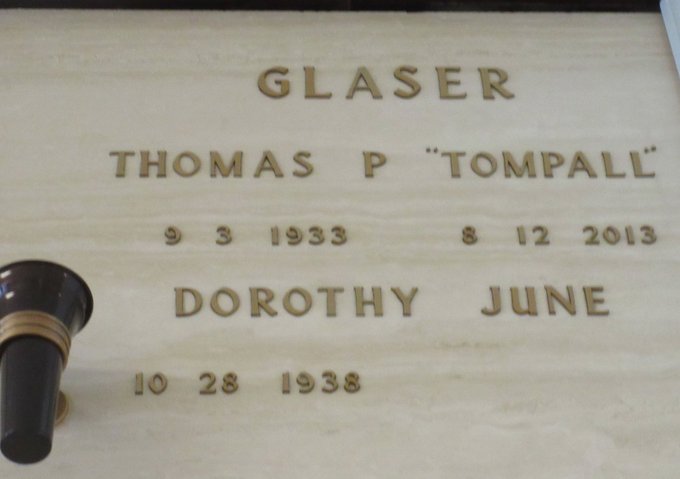 GLASER
THOMAS P "TOMPALL"
9 3 1933 8 12 2013
DOROTHY JUNE
10 28 1938